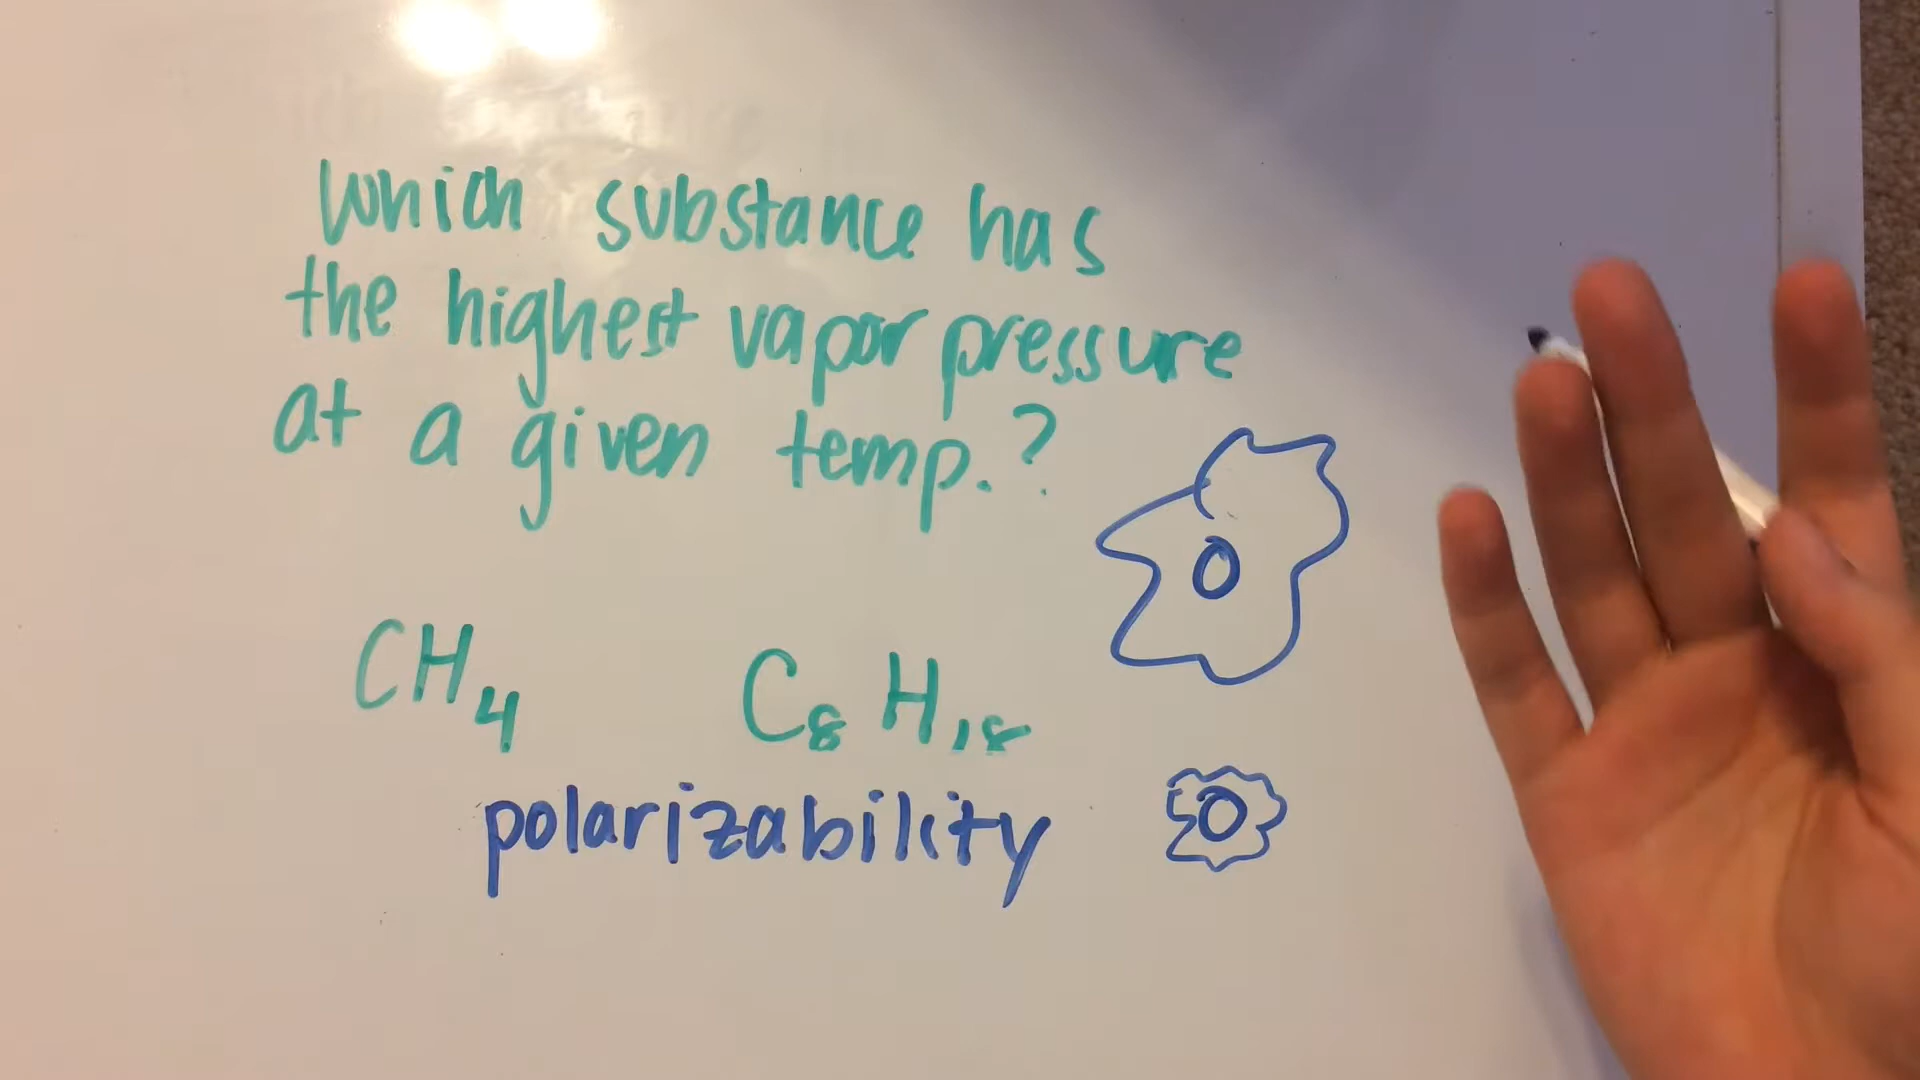 Which substance has
the highest vapor pressure
at a given temp.?
CH₄ C₈H₁₈
polarizability